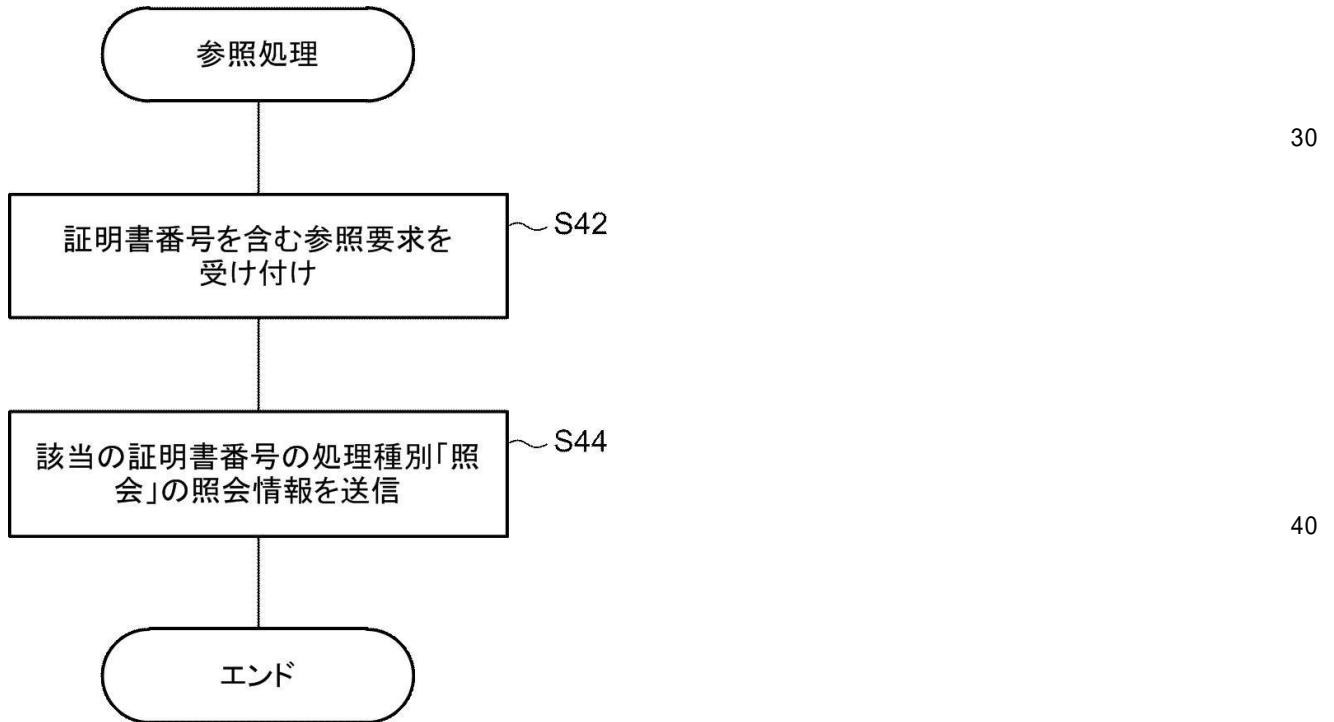 参照処理
30
証明書番号を含む参照要求を
受け付け
S42
該当の証明書番号の処理種別「照
会」の照会情報を送信
S44
40
エンド